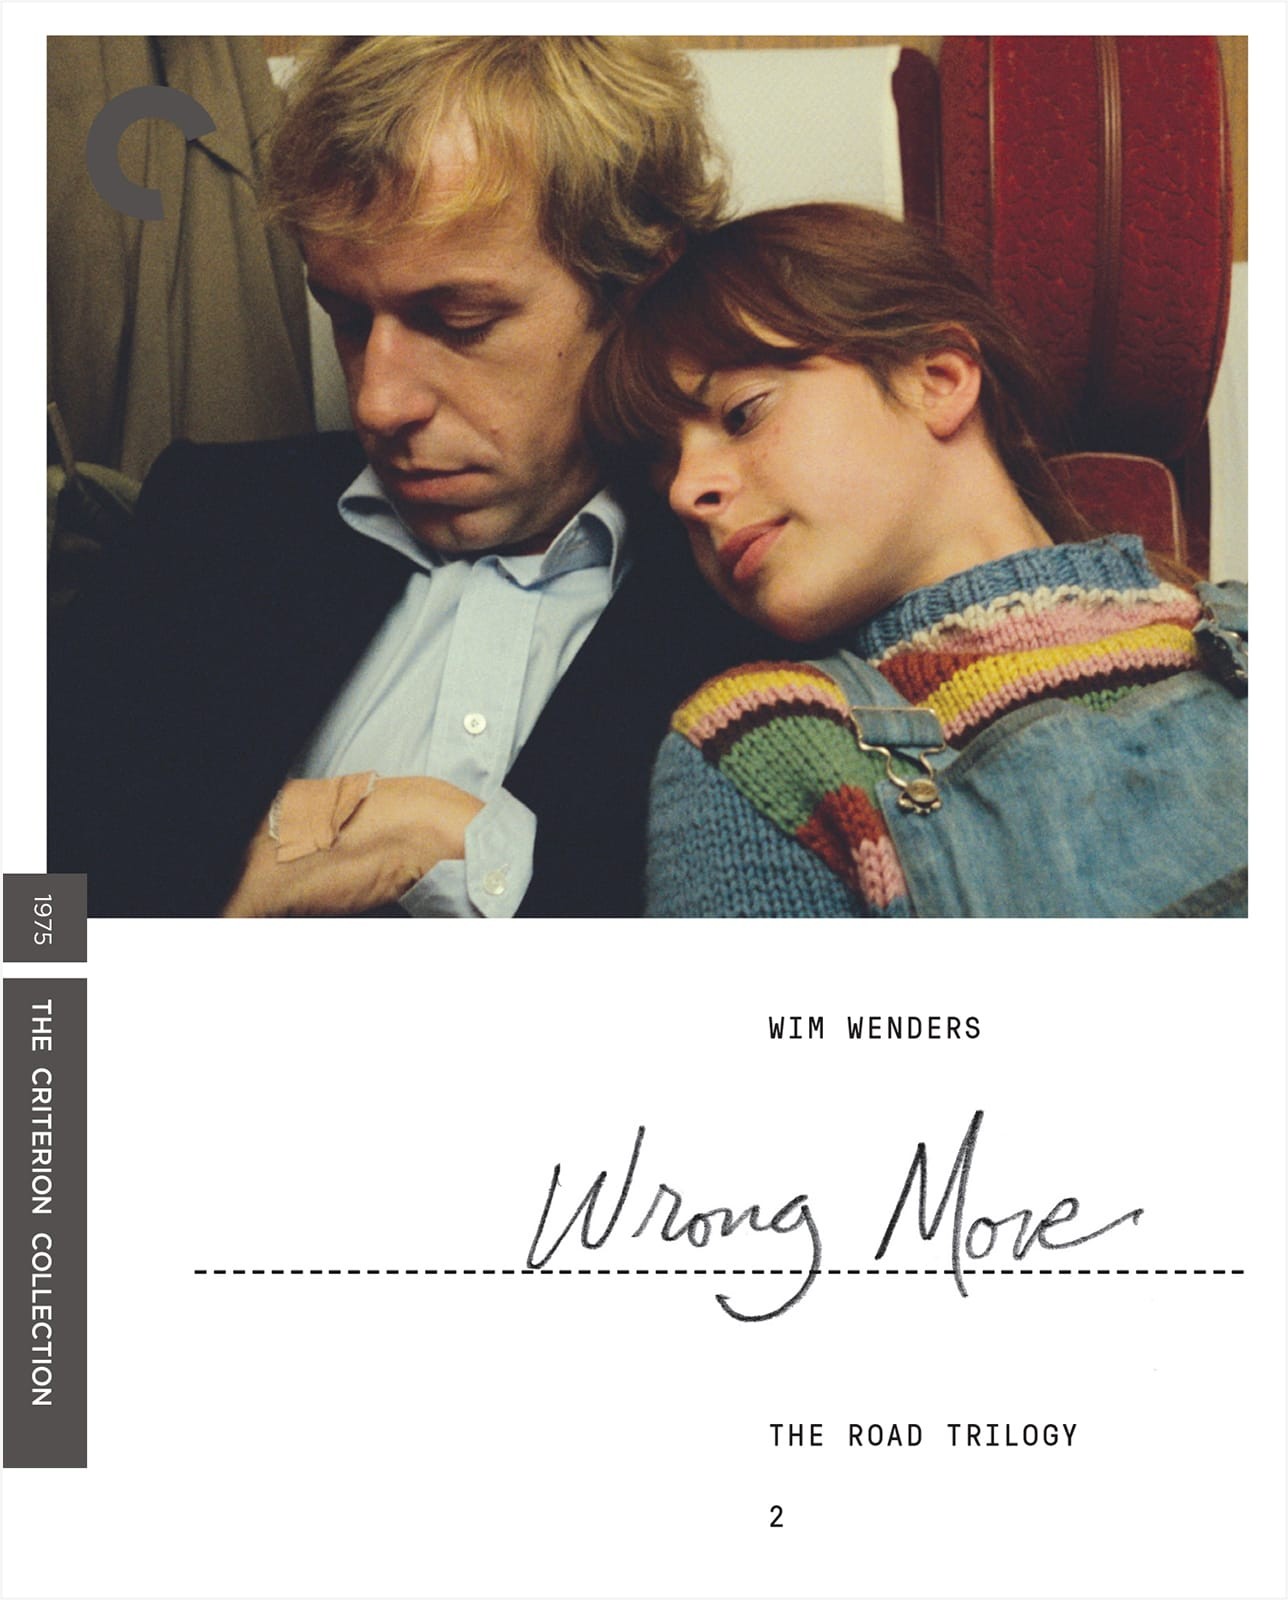 1975
THE CRITERION COLLECTION
WIM WENDERS
Wrong Move
THE ROAD TRILOGY
2